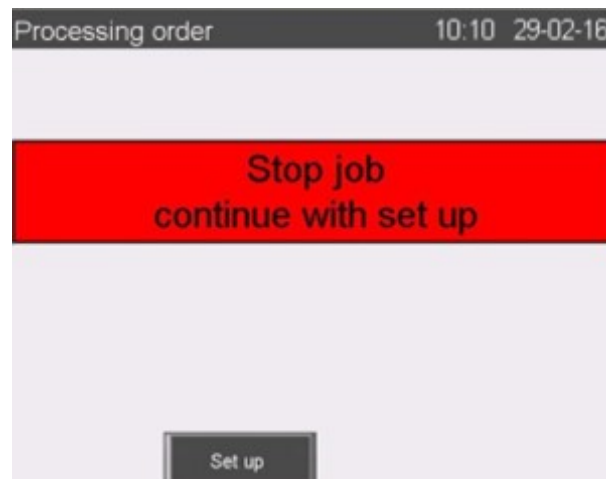 Processing order 10:10 29-02-16
Stop job
continue with set up
Set up